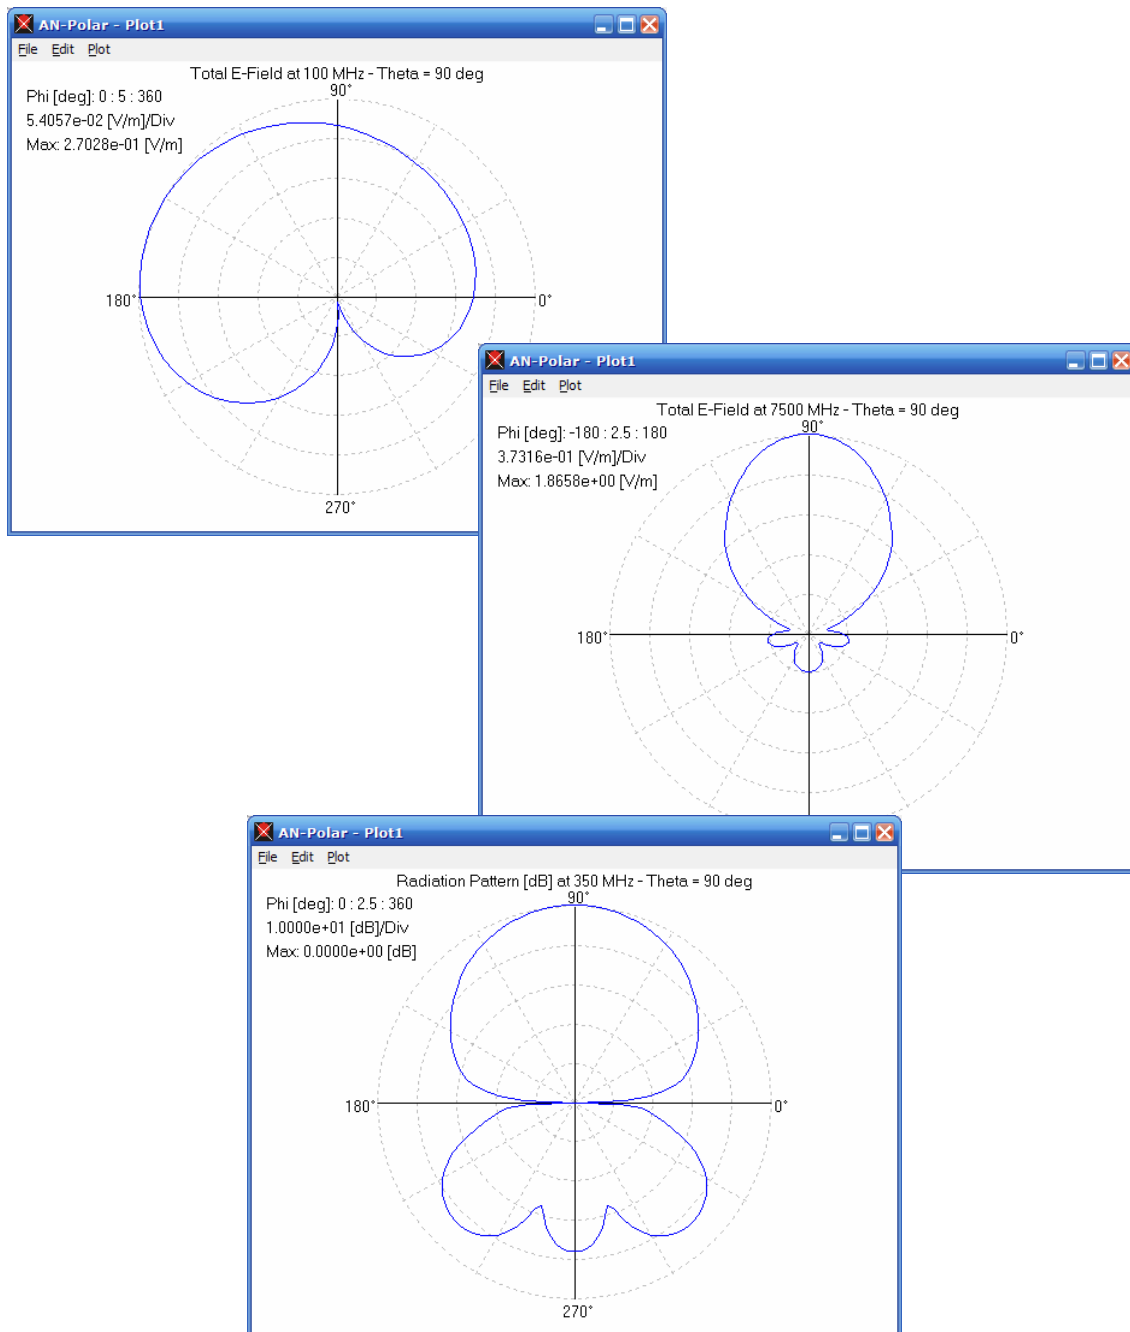 AN-Polar - Plot1
File Edit Plot
Total E-Field at 100 MHz - Theta = 90 deg
Phi [deg]: 0 : 5 : 360
5.4057e-02 [V/m]/Div
Max: 2.7028e-01 [V/m]
90°
180°
0°
270°
AN-Polar - Plot1
File Edit Plot
Total E-Field at 7500 MHz - Theta = 90 deg
Phi [deg]: -180 : 2.5 : 180
3.7316e-01 [V/m]/Div
Max: 1.8658e+00 [V/m]
90°
180°
0°
AN-Polar - Plot1
File Edit Plot
Radiation Pattern [dB] at 350 MHz - Theta = 90 deg
Phi [deg]: 0 : 2.5 : 360
1.0000e+01 [dB]/Div
Max: 0.0000e+00 [dB]
90°
180°
0°
270°